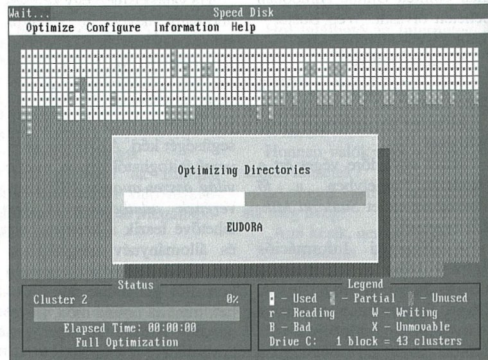 Wait... Speed Disk
Optimize Configure Information Help
Optimizing Directories
EUDORA
Status
Cluster 2 0%
Elapsed Time: 00:00:00
Full Optimization
Legend
- Used - Partial - Unused
r - Reading W - Writing
B - Bad X - Unmovable
Drive C: 1 block = 43 clusters